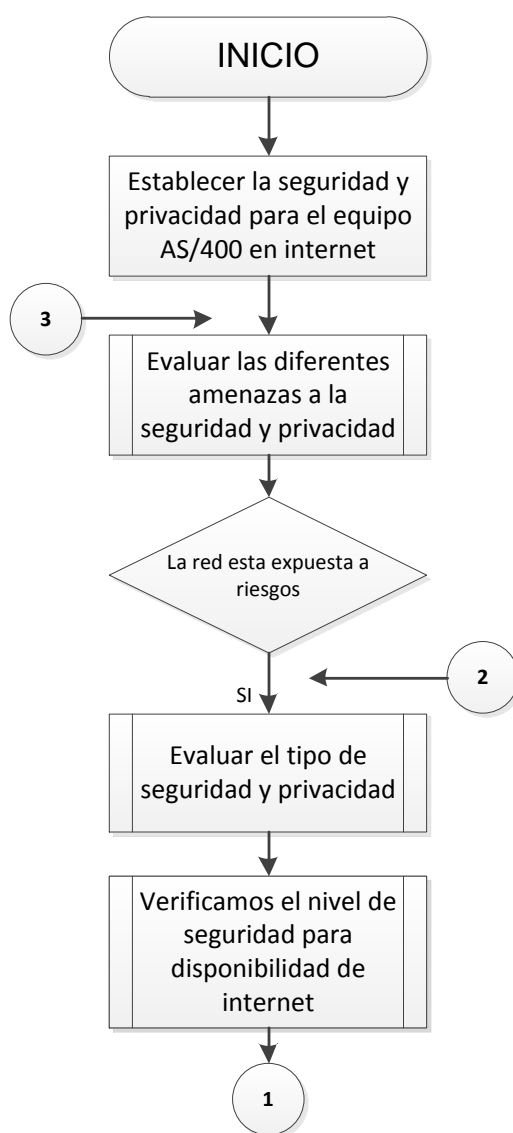 INICIO
Establecer la seguridad y
privacidad para el equipo
AS/400 en internet
3
Evaluar las diferentes
amenazas a la
seguridad y privacidad
La red esta expuesta a
riesgos
2
SI
Evaluar el tipo de
seguridad y privacidad
Verificamos el nivel de
seguridad para
disponibilidad de
internet
1